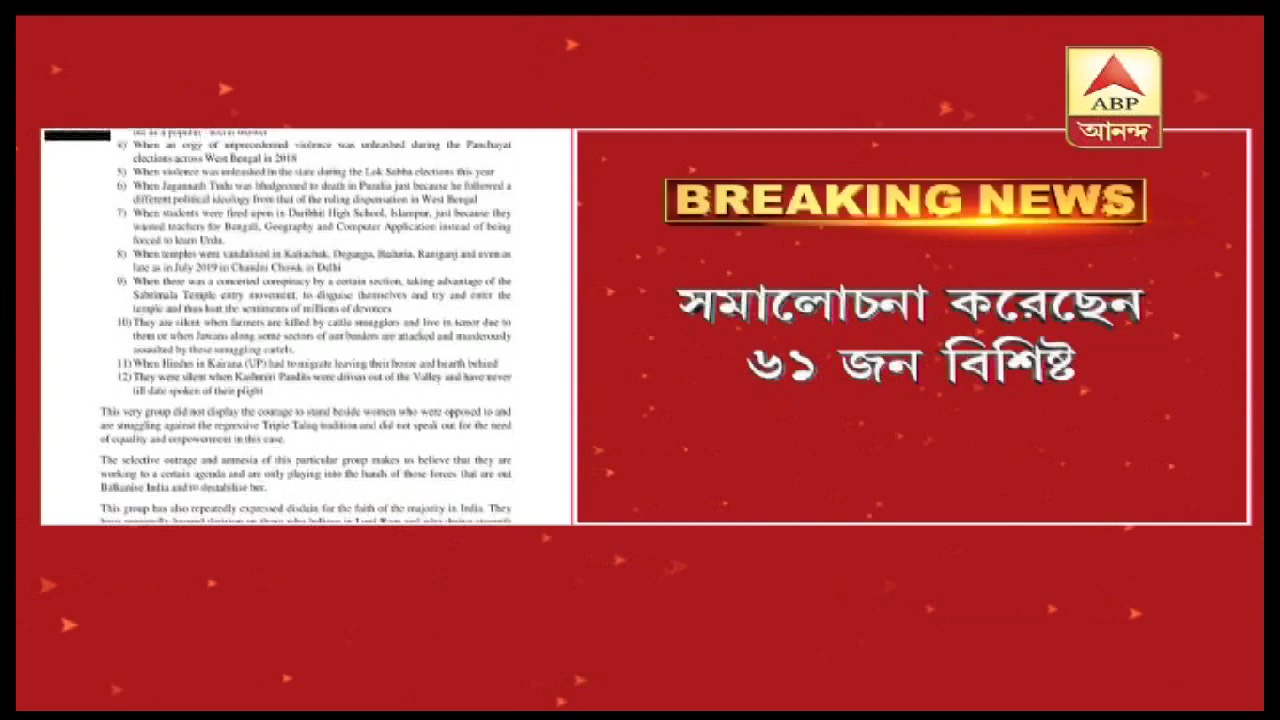 4) When an orgy of unprecedented violence was unleashed during the Panchayat
elections across West Bengal in 2018
5) When violence was unleashed in the state during the Lok Sabha elections this year
6) When Jagannath Tudu was bludgeoned to death in Purulia just because he followed a
different political ideology from that of the ruling dispensation in West Bengal
7) When students were fired upon in Daribhit High School, Islampur, just because they
wanted teachers for Bengali, Geography and Computer Application instead of being
forced to learn Urdu.
8) When temples were vandalised in Kaliachak, Deganga, Baduria, Raniganj and even as
late as in July 2019 in Chandni Chowk in Delhi
9) When there was a concerted conspiracy by a certain section, taking advantage of the
Sabrimala Temple entry movement, to disguise themselves and try and enter the
temple and thus hurt the sentiments of millions of devotees
10) They are silent when farmers are killed by cattle smugglers and live in terror due to
them or when Jawans along some sectors of our borders are attacked and murderously
assaulted by these smuggling cartels.
11) When Hindus in Kairana (UP) had to migrate leaving their home and hearth behind
12) They were silent when Kashmiri Pandits were driven out of the Valley and have never
till date spoken of their plight
This very group did not display the courage to stand beside women who were opposed to and
are struggling against the regressive Triple Talaq tradition and did not speak out for the need
of equality and empowerment in this case.
The selective outrage and amnesia of this particular group makes us believe that they are
working to a certain agenda and are only playing into the hands of those forces that are out
Balkanise India and to destabilise her.
This group has also repeatedly expressed disdain for the faith of the majority in India. They
ABP
আনন্দ
BREAKING NEWS
সমালোচনা করেছেন
৬১ জন বিশিষ্ট